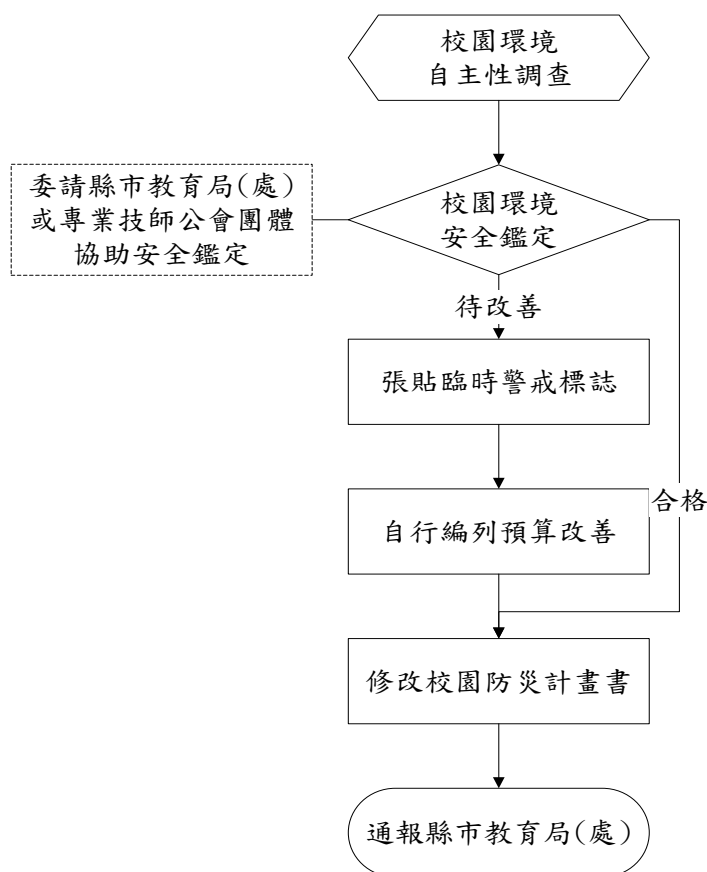 校園環境
自主性調查
委請縣市教育局(處)
或專業技師公會團體
協助安全鑑定
校園環境
安全鑑定
待改善
張貼臨時警戒標誌
自行編列預算改善
合格
修改校園防災計畫書
通報縣市教育局(處)